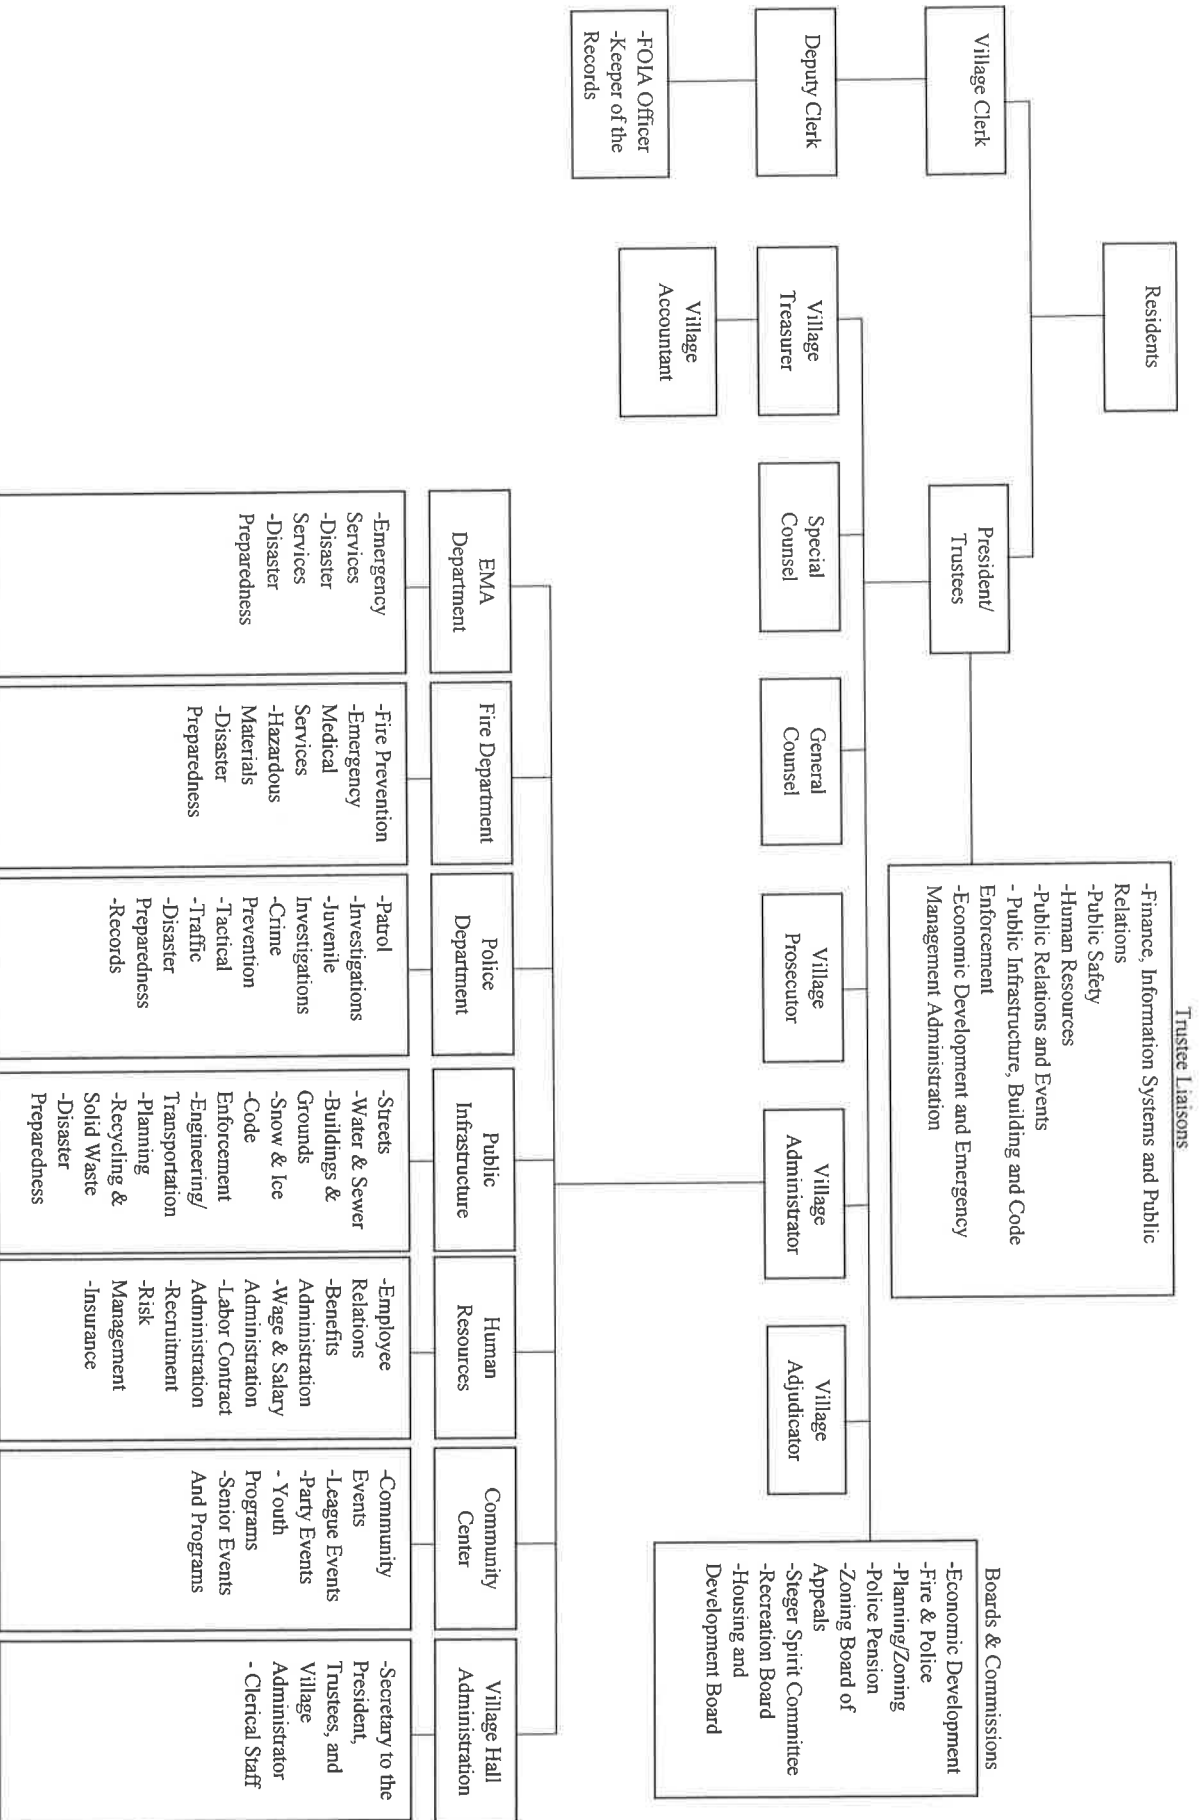 Residents
Trustee Liaisons
-Finance, Information Systems and Public
Relations
-Public Safety
-Human Resources
-Public Relations and Events
- Public Infrastructure, Building and Code
Enforcement
-Economic Development and Emergency
Management Administration
Village Clerk
President/
Trustees
Deputy Clerk
-FOIA Officer
-Keeper of the
Records
Village
Treasurer
Village
Accountant
Special
Counsel
General
Counsel
Village
Prosecutor
Village
Administrator
Village
Adjudicator
Boards & Commissions
-Economic Development
-Fire & Police
-Planning/Zoning
-Police Pension
-Zoning Board of
Appeals
-Steger Spirit Committee
-Recreation Board
-Housing and
Development Board
EMA
Department
-Emergency
Services
-Disaster
Services
-Disaster
Preparedness
Fire Department
-Fire Prevention
-Emergency
Medical
Services
-Hazardous
Materials
-Disaster
Preparedness
Police
Department
-Patrol
-Investigations
-Juvenile
Investigations
-Crime
Prevention
-Tactical
-Traffic
-Disaster
Preparedness
-Records
Public
Infrastructure
-Streets
-Water & Sewer
-Buildings &
Grounds
-Snow & Ice
-Code
Enforcement
-Engineering/
Transportation
-Planning
-Recycling &
Solid Waste
-Disaster
Preparedness
Human
Resources
-Employee
Relations
-Benefits
Administration
-Wage & Salary
Administration
-Labor Contract
Administration
-Recruitment
-Risk
Management
-Insurance
Community
Center
-Community
Events
-League Events
-Party Events
- Youth
Programs
-Senior Events
And Programs
Village Hall
Administration
-Secretary to the
President,
Trustees, and
Village
Administrator
- Clerical Staff